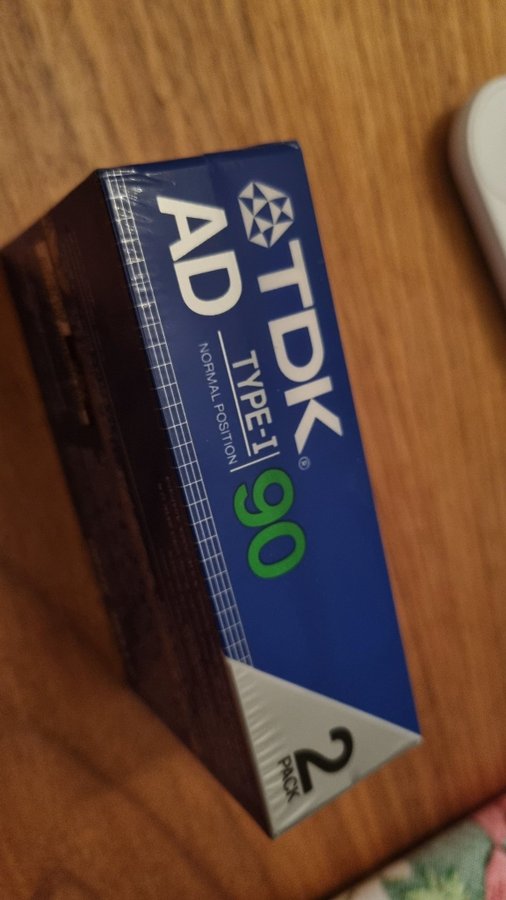 TDK®
AD
TYPE-I
NORMAL POSITION
90
2
PACK